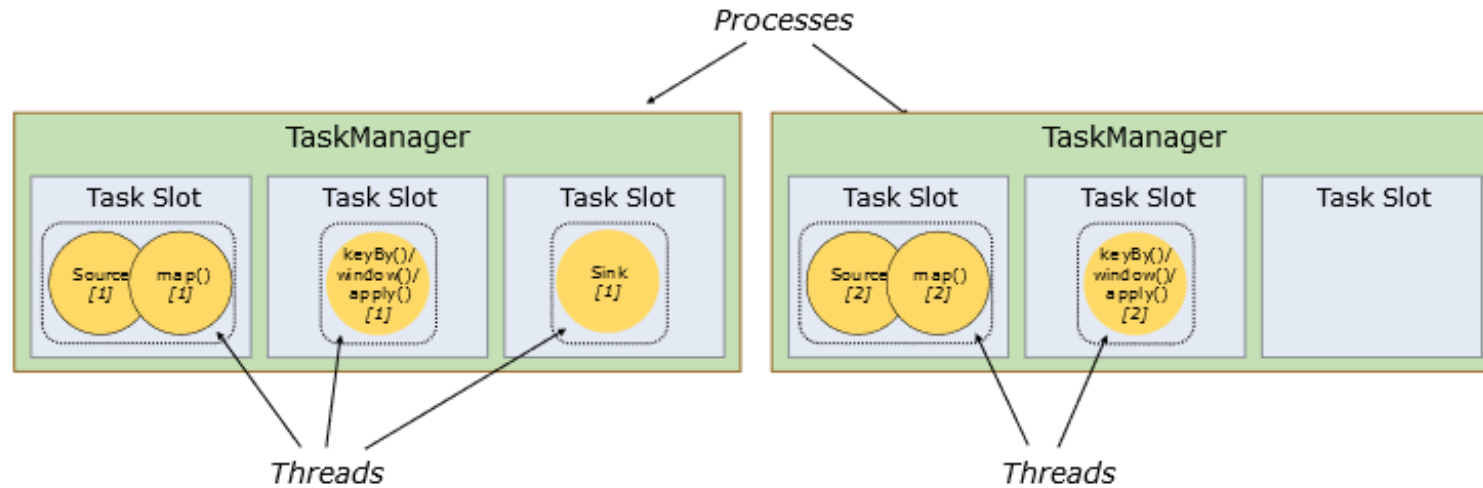 Processes
TaskManager
Task Slot
Task Slot
Task Slot
Source
[1]
map()
[1]
keyBy()/
window()/
apply()
[1]
Sink
[1]
TaskManager
Task Slot
Task Slot
Task Slot
Source
[2]
map()
[2]
keyBy()/
window()/
apply()
[2]
Threads
Threads